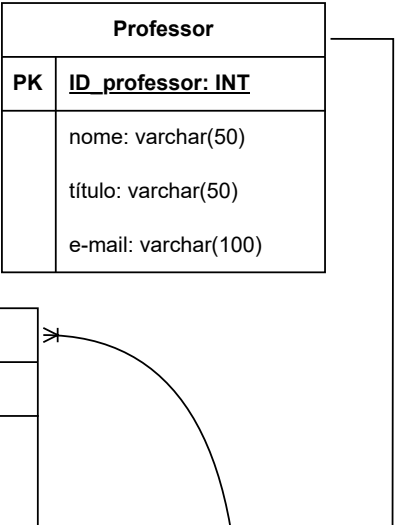 Professor
PK ID_professor: INT
nome: varchar(50)
título: varchar(50)
e-mail: varchar(100)